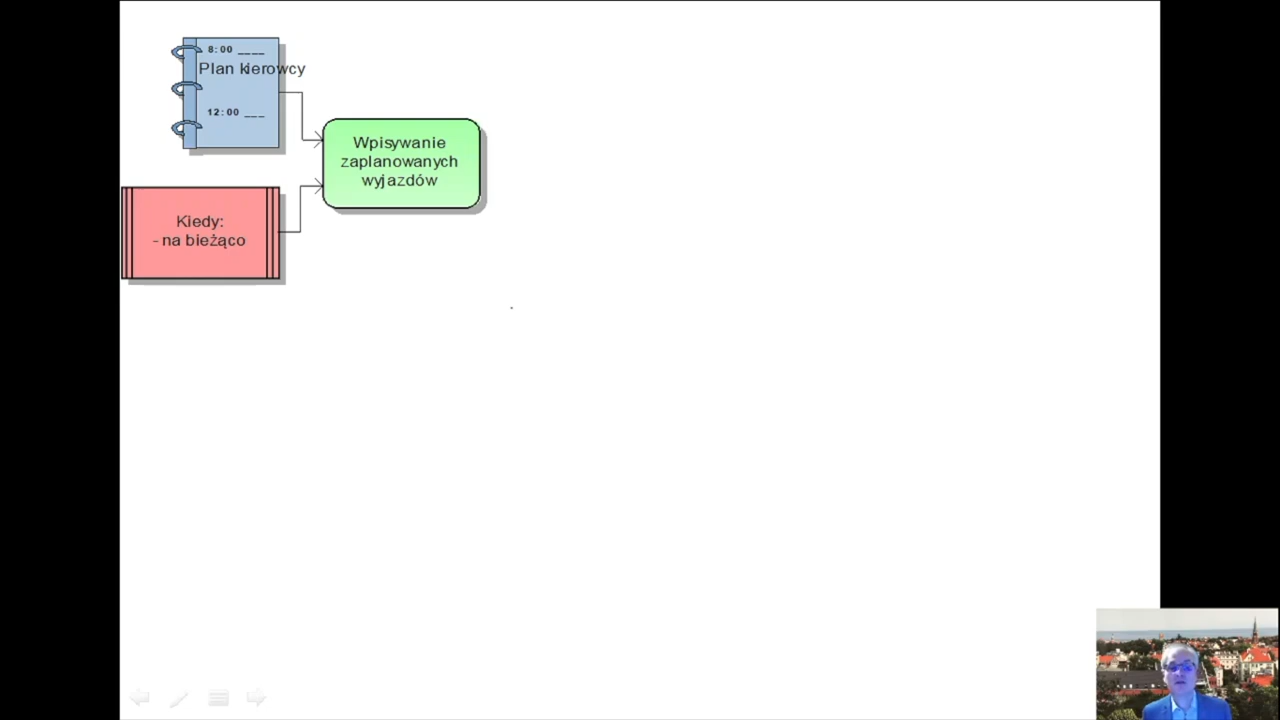 8:00 ____
Plan kierowcy
12:00 ___
Wpisywanie
zaplanowanych
wyjazdów
Kiedy:
- na bieżąco